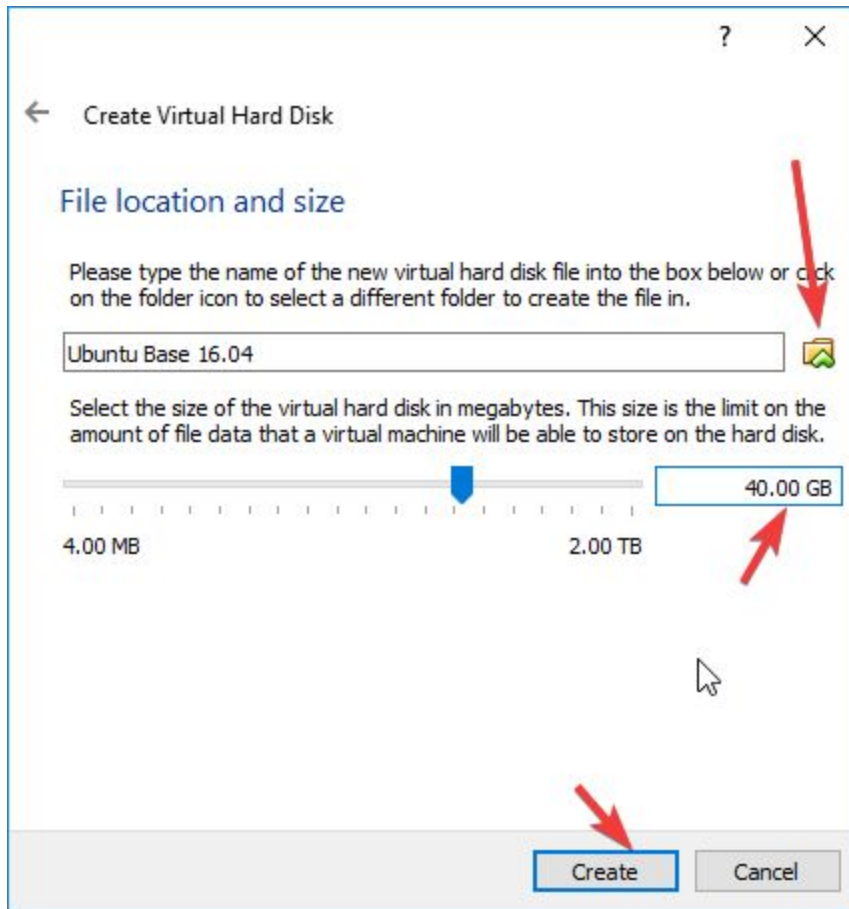 ?
Create Virtual Hard Disk
File location and size
Please type the name of the new virtual hard disk file into the box below or click
on the folder icon to select a different folder to create the file in.
Ubuntu Base 16.04
Select the size of the virtual hard disk in megabytes. This size is the limit on the
amount of file data that a virtual machine will be able to store on the hard disk.
40.00 GB
4.00 MB 2.00 TB
Create Cancel